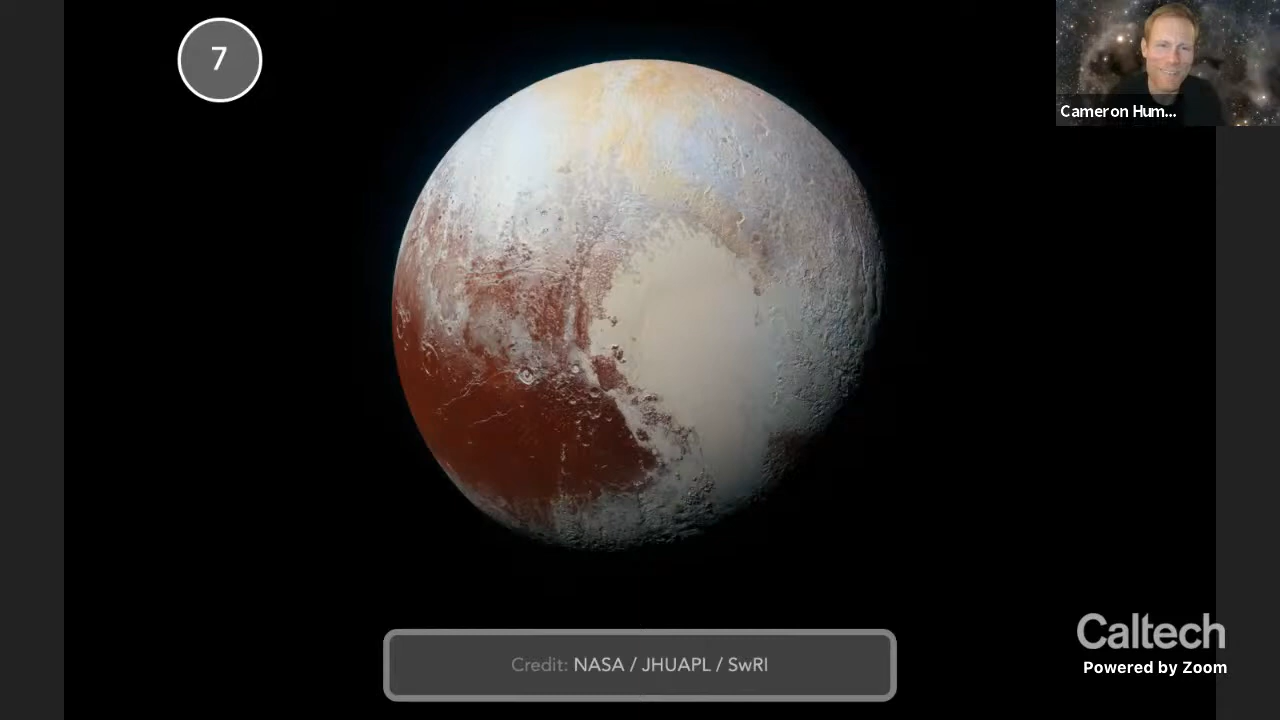 7
Cameron Hum...
Credit: NASA / JHUAPL / SwRI
Caltech
Powered by Zoom